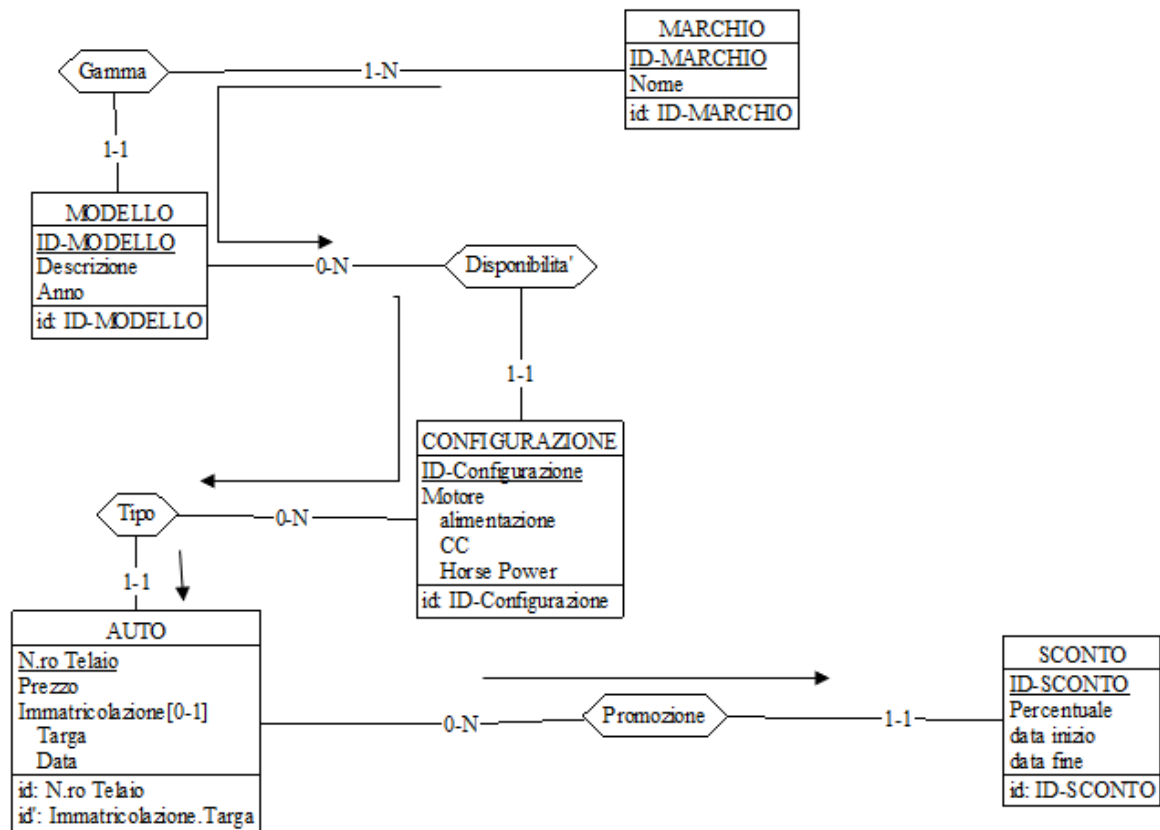 MARCHIO
ID-MARCHIO
Nome
id: ID-MARCHIO
Gamma
1-N
1-1
MODELLO
ID-MODELLO
Descrizione
Anno
id: ID-MODELLO
0-N
Disponibilita'
1-1
CONFIGURAZIONE
ID-Configurazione
Motore
alimentazione
CC
Horse Power
id: ID-Configurazione
Tipo
0-N
1-1
AUTO
N.ro Telaio
Prezzo
Immatricolazione[0-1]
Targa
Data
id: N.ro Telaio
id': Immatricolazione.Targa
0-N
Promozione
1-1
SCONTO
ID-SCONTO
Percentuale
data inizio
data fine
id: ID-SCONTO